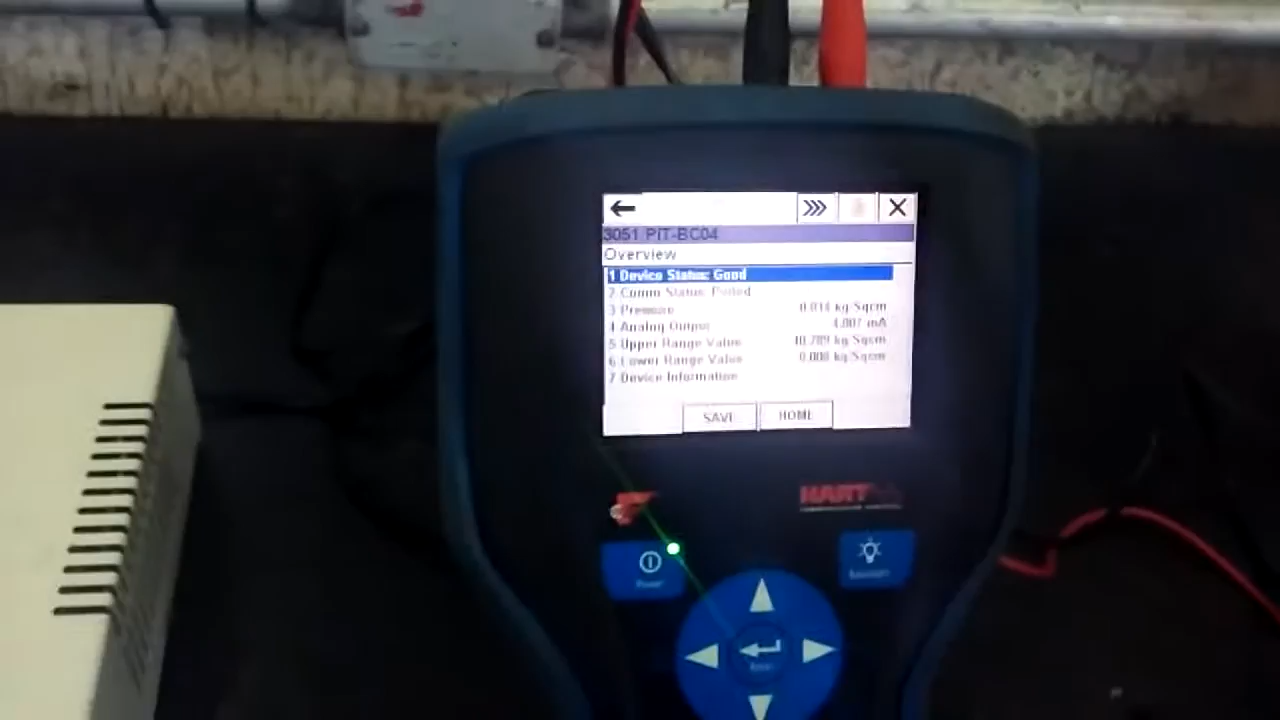 3051 PIT-BC04
Overview
1 Device Status: Good
2 Comm Status: Polled
3 Pressure 0.014 kg/Sqcm
4 Analog Output 4.007 mA
5 Upper Range Value kg/Sqcm
6 Lower Range Value 0.000 kg/Sqcm
7 Device Information
SAVE HOME
HART
Power
Enter